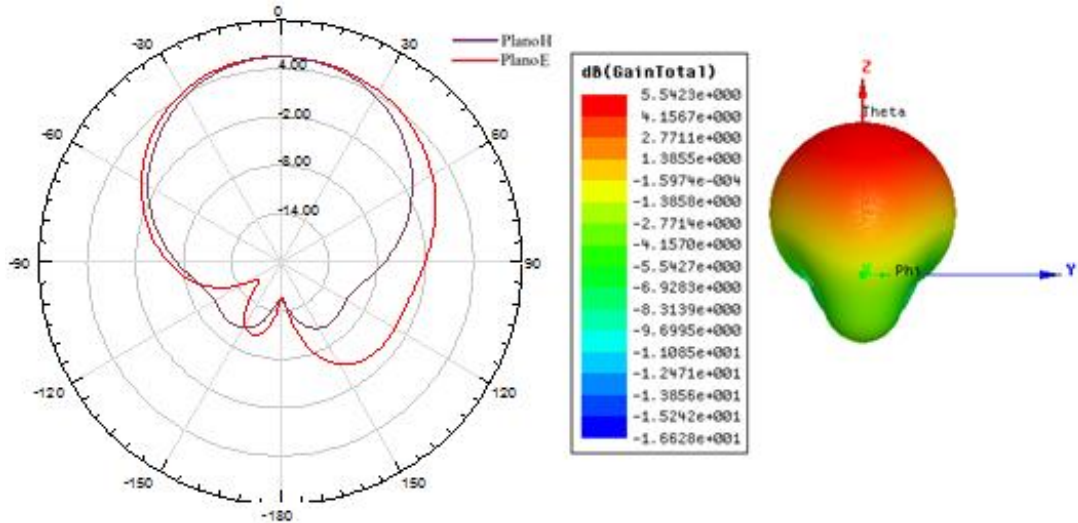 0
30
60
90
120
150
-180
-150
-120
-90
-60
-30
4.00
-2.00
-8.00
-14.00
PlanoH
PlanoE
dB(GainTotal)
5.5423e+000
4.1567e+000
2.7711e+000
1.3855e+000
-1.5974e-004
-1.3858e+000
-2.7714e+000
-4.1570e+000
-5.5427e+000
-6.9283e+000
-8.3139e+000
-9.6995e+000
-1.1085e+001
-1.2471e+001
-1.3856e+001
-1.5242e+001
-1.6628e+001
Z
Theta
Phi
Y